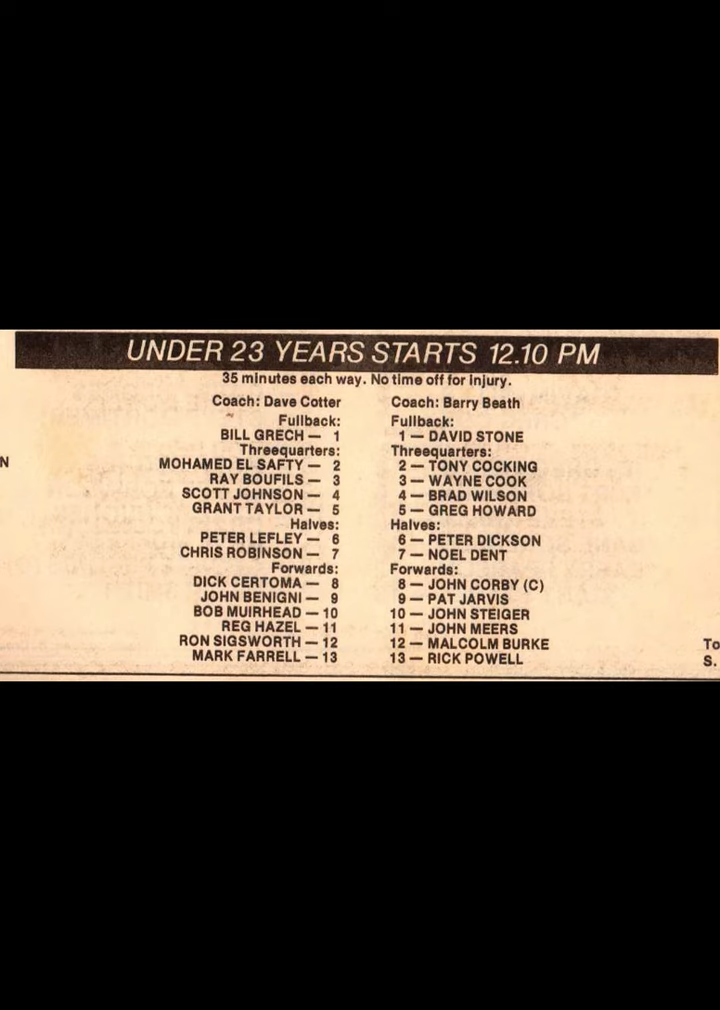 UNDER 23 YEARS STARTS 12.10 PM
35 minutes each way. No time off for injury.
Coach: Dave Cotter
Fullback:
BILL GRECH — 1
Threequarters:
MOHAMED EL SAFTY — 2
RAY BOUFILS — 3
SCOTT JOHNSON — 4
GRANT TAYLOR — 5
Halves:
PETER LEFLEY — 6
CHRIS ROBINSON — 7
Forwards:
DICK CERTOMA — 8
JOHN BENIGNI — 9
BOB MUIRHEAD — 10
REG HAZEL — 11
RON SIGSWORTH — 12
MARK FARRELL — 13
Coach: Barry Beath
Fullback:
1 — DAVID STONE
Threequarters:
2 — TONY COCKING
3 — WAYNE COOK
4 — BRAD WILSON
5 — GREG HOWARD
Halves:
6 — PETER DICKSON
7 — NOEL DENT
Forwards:
8 — JOHN CORBY (C)
9 — PAT JARVIS
10 — JOHN STEIGER
11 — JOHN MEERS
12 — MALCOLM BURKE
13 — RICK POWELL
N
To
S.